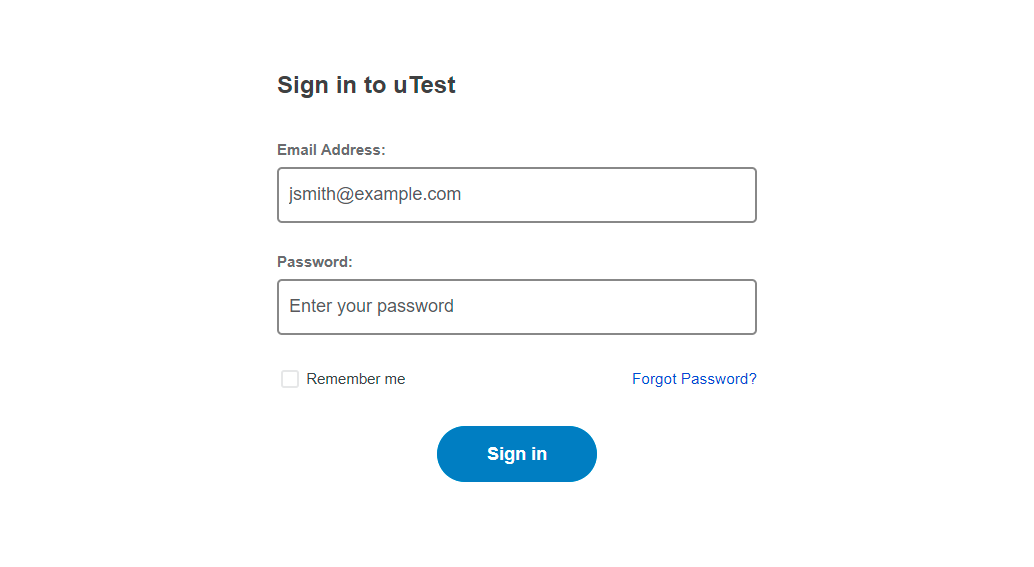 Sign in to uTest
Email Address:
jsmith@example.com
Password:
Enter your password
Remember me
Forgot Password?
Sign in